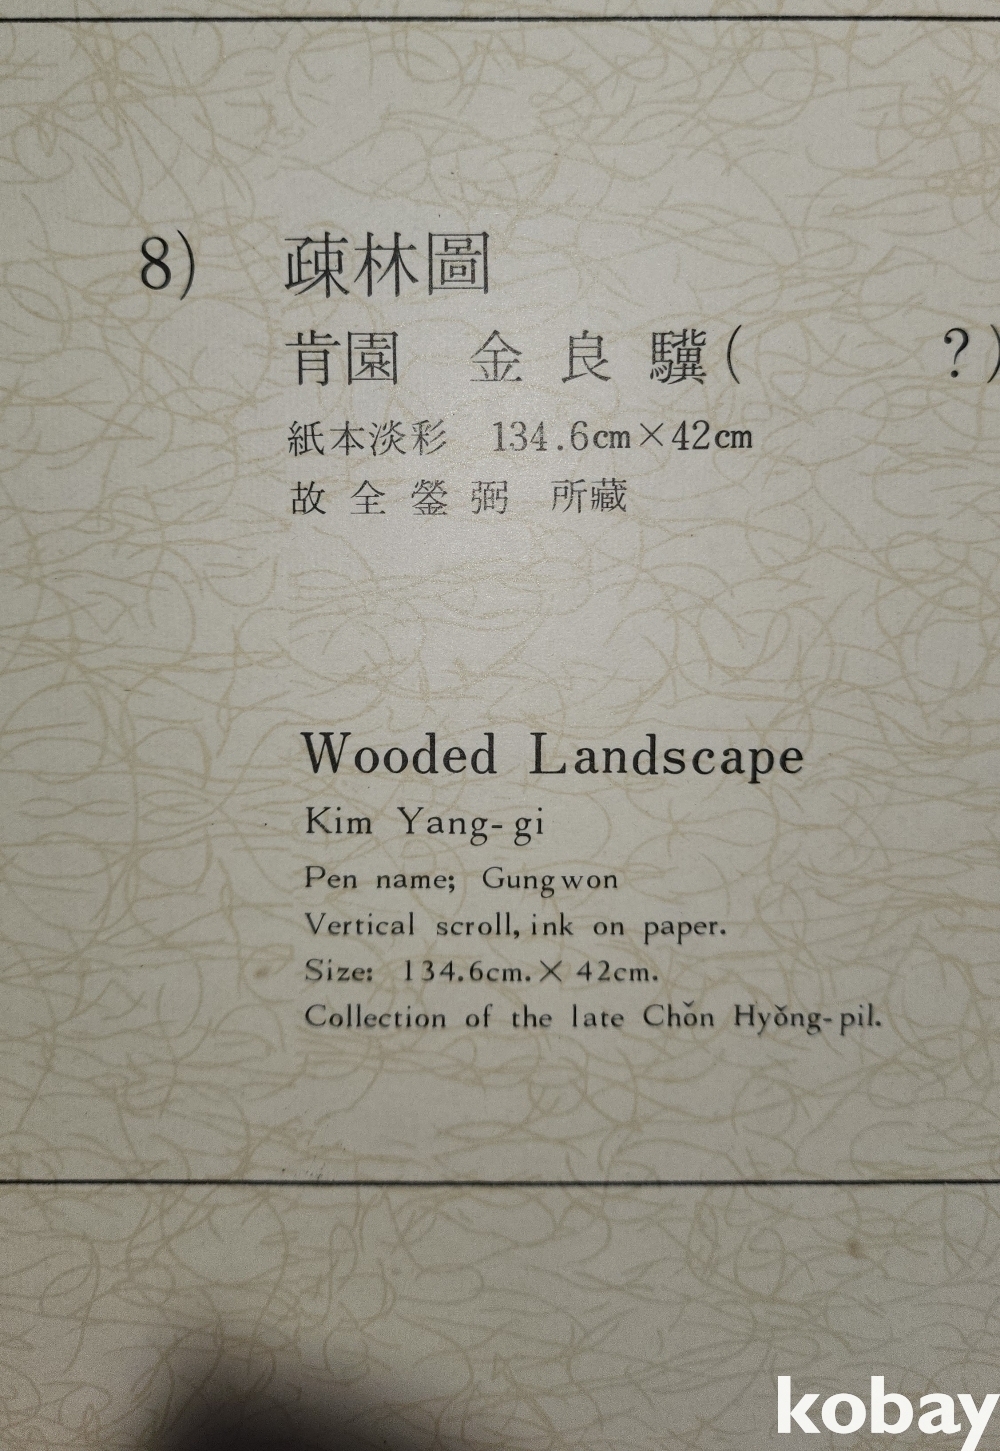 8) 疎林圖
肯園 金良驥( ?)
紙本淡彩 134.6cm×42cm
故 全鎣弼 所藏
Wooded Landscape
Kim Yang-gi
Pen name; Gungwon
Vertical scroll, ink on paper.
Size: 134.6cm.× 42cm.
Collection of the late Chǒn Hyǒng-pil.
kobay